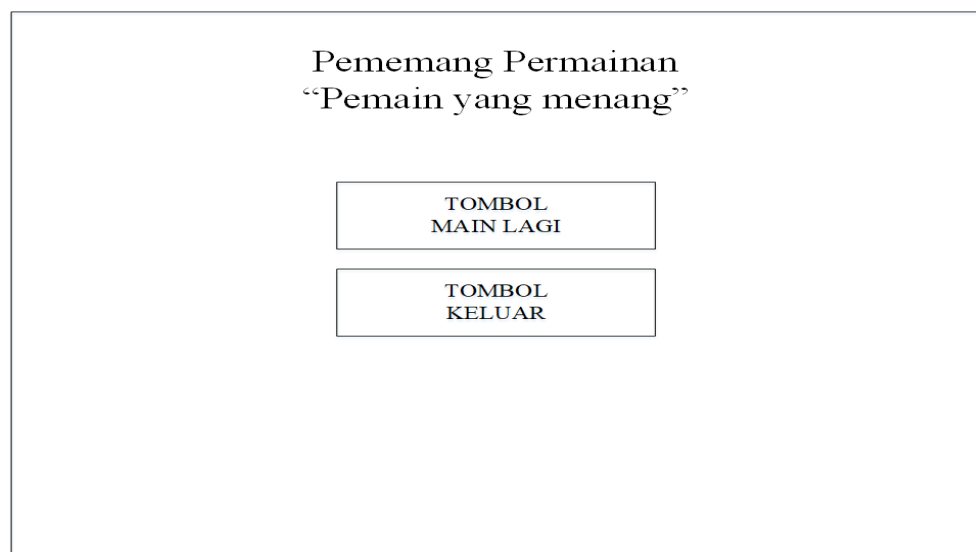 Pememang Permainan
“Pemain yang menang”
TOMBOL
MAIN LAGI
TOMBOL
KELUAR